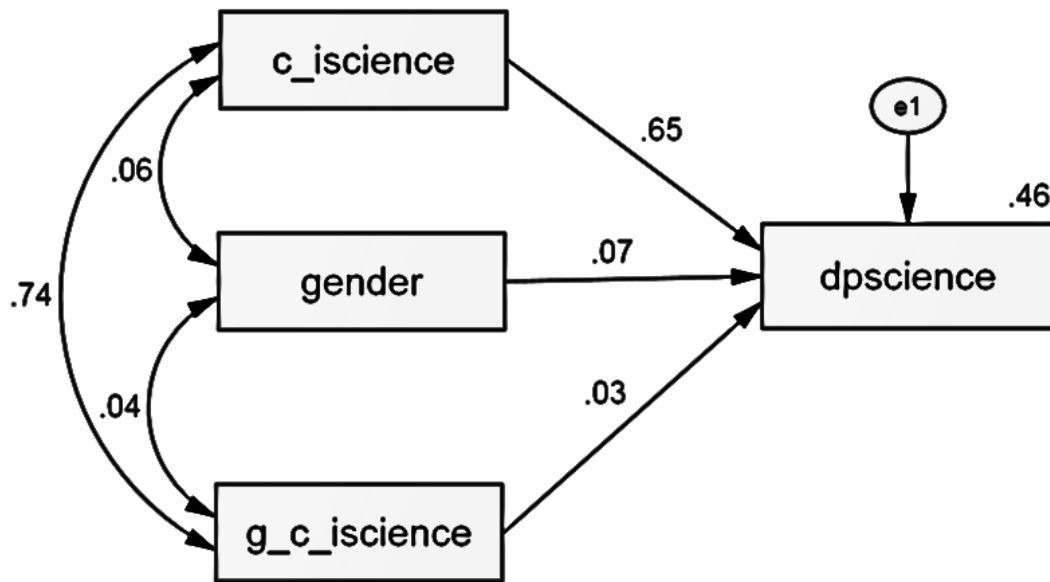 c_iscience
e1
.65
.06
.46
gender
.07
dpscience
.74
.04
.03
g_c_iscience